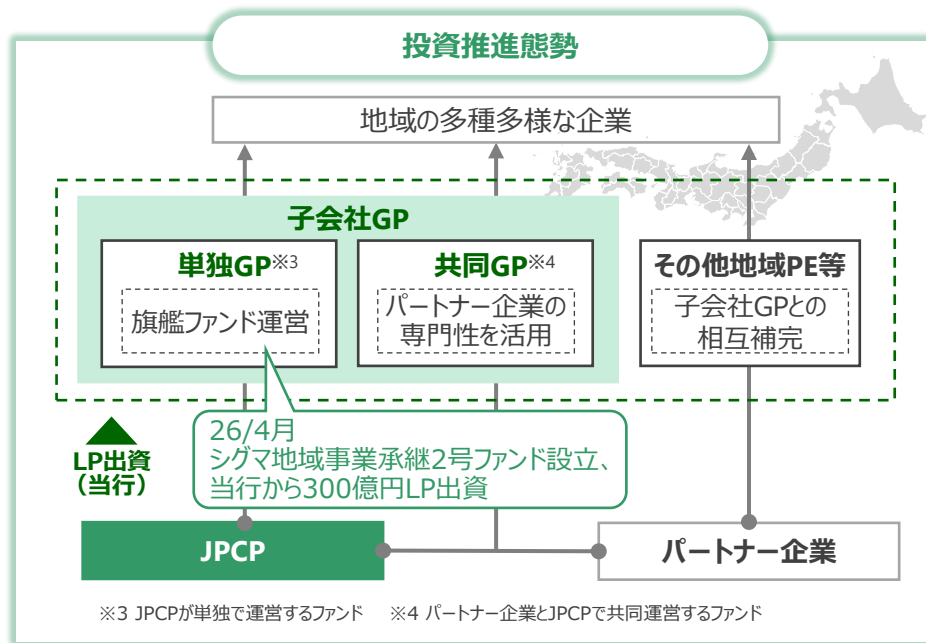 投資推進態勢
地域の多種多様な企業
子会社GP
単独GP※3
旗艦ファンド運営
共同GP※4
パートナー企業の
専門性を活用
その他地域PE等
子会社GPとの
相互補完
LP出資
（当行）
26/4月
シグマ地域事業承継2号ファンド設立、
当行から300億円LP出資
JPCP
パートナー企業
※3 JPCPが単独で運営するファンド ※4 パートナー企業とJPCPで共同運営するファンド